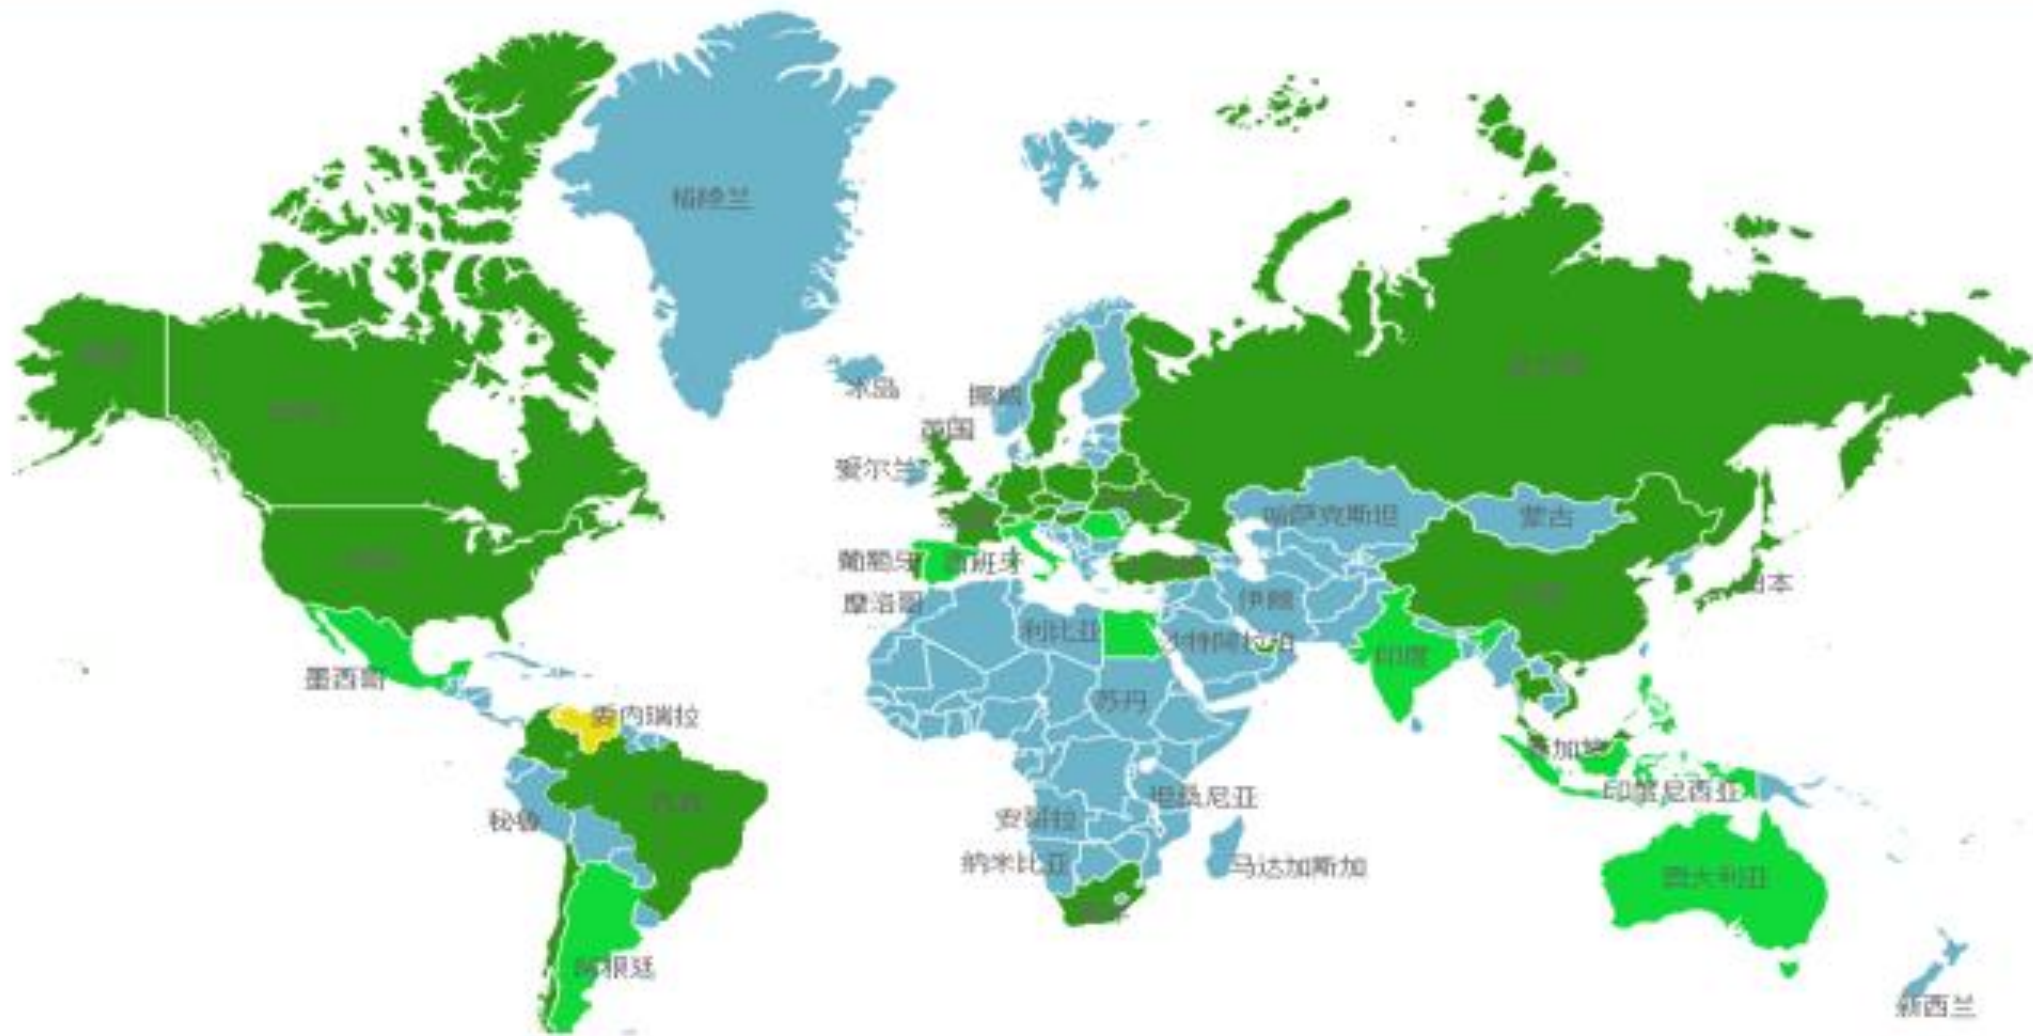 格陵兰
冰岛
挪威
英国
爱尔兰
哈萨克斯坦
蒙古
葡萄牙
西班牙
日本
摩洛哥
伊朗
利比亚
沙特阿拉伯
印度
墨西哥
苏丹
委内瑞拉
新加坡
印度尼西亚
坦桑尼亚
秘鲁
安哥拉
纳米比亚
马达加斯加
澳大利亚
阿根廷
新西兰